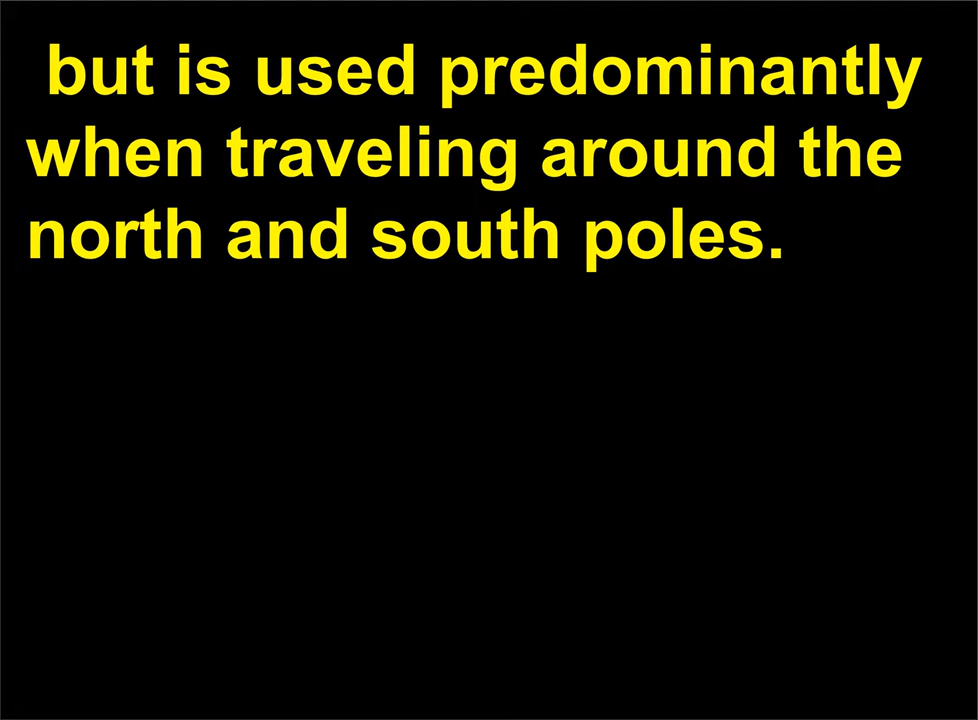 but is used predominantly
when traveling around the
north and south poles.